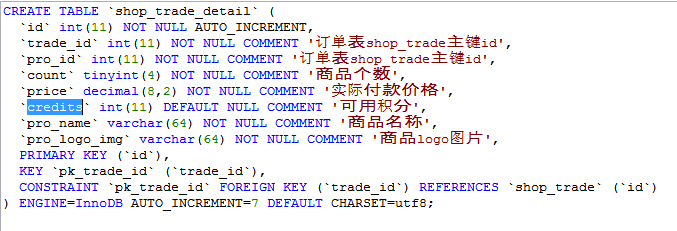 CREATE TABLE `shop_trade_detail` (
`id` int(11) NOT NULL AUTO_INCREMENT,
`trade_id` int(11) NOT NULL COMMENT '订单表shop_trade主键id',
`pro_id` int(11) NOT NULL COMMENT '订单表shop_trade主键id',
`count` tinyint(4) NOT NULL COMMENT '商品个数',
`price` decimal(8,2) NOT NULL COMMENT '实际付款价格',
`credits` int(11) DEFAULT NULL COMMENT '可用积分',
`pro_name` varchar(64) NOT NULL COMMENT '商品名称',
`pro_logo_img` varchar(64) NOT NULL COMMENT '商品logo图片',
PRIMARY KEY (`id`),
KEY `pk_trade_id` (`trade_id`),
CONSTRAINT `pk_trade_id` FOREIGN KEY (`trade_id`) REFERENCES `shop_trade` (`id`)
) ENGINE=InnoDB AUTO_INCREMENT=7 DEFAULT CHARSET=utf8;